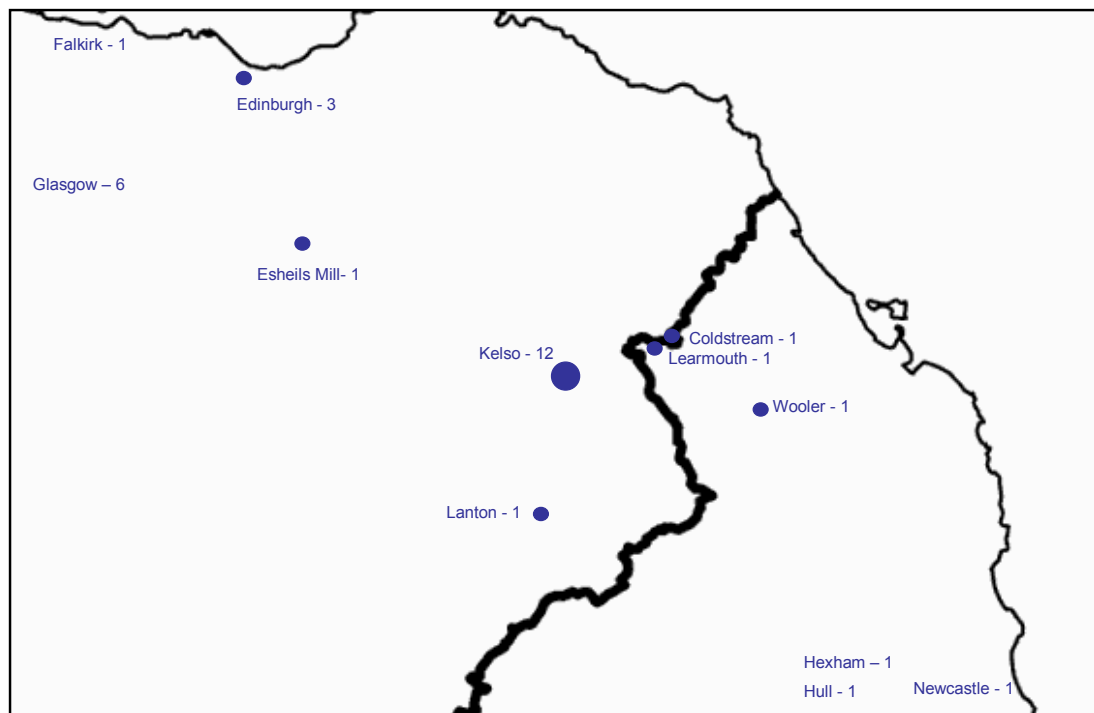 Falkirk - 1
Edinburgh - 3
Glasgow – 6
Esheils Mill- 1
Coldstream - 1
Kelso - 12
Learmouth - 1
Wooler - 1
Lanton - 1
Hexham – 1
Hull - 1
Newcastle - 1